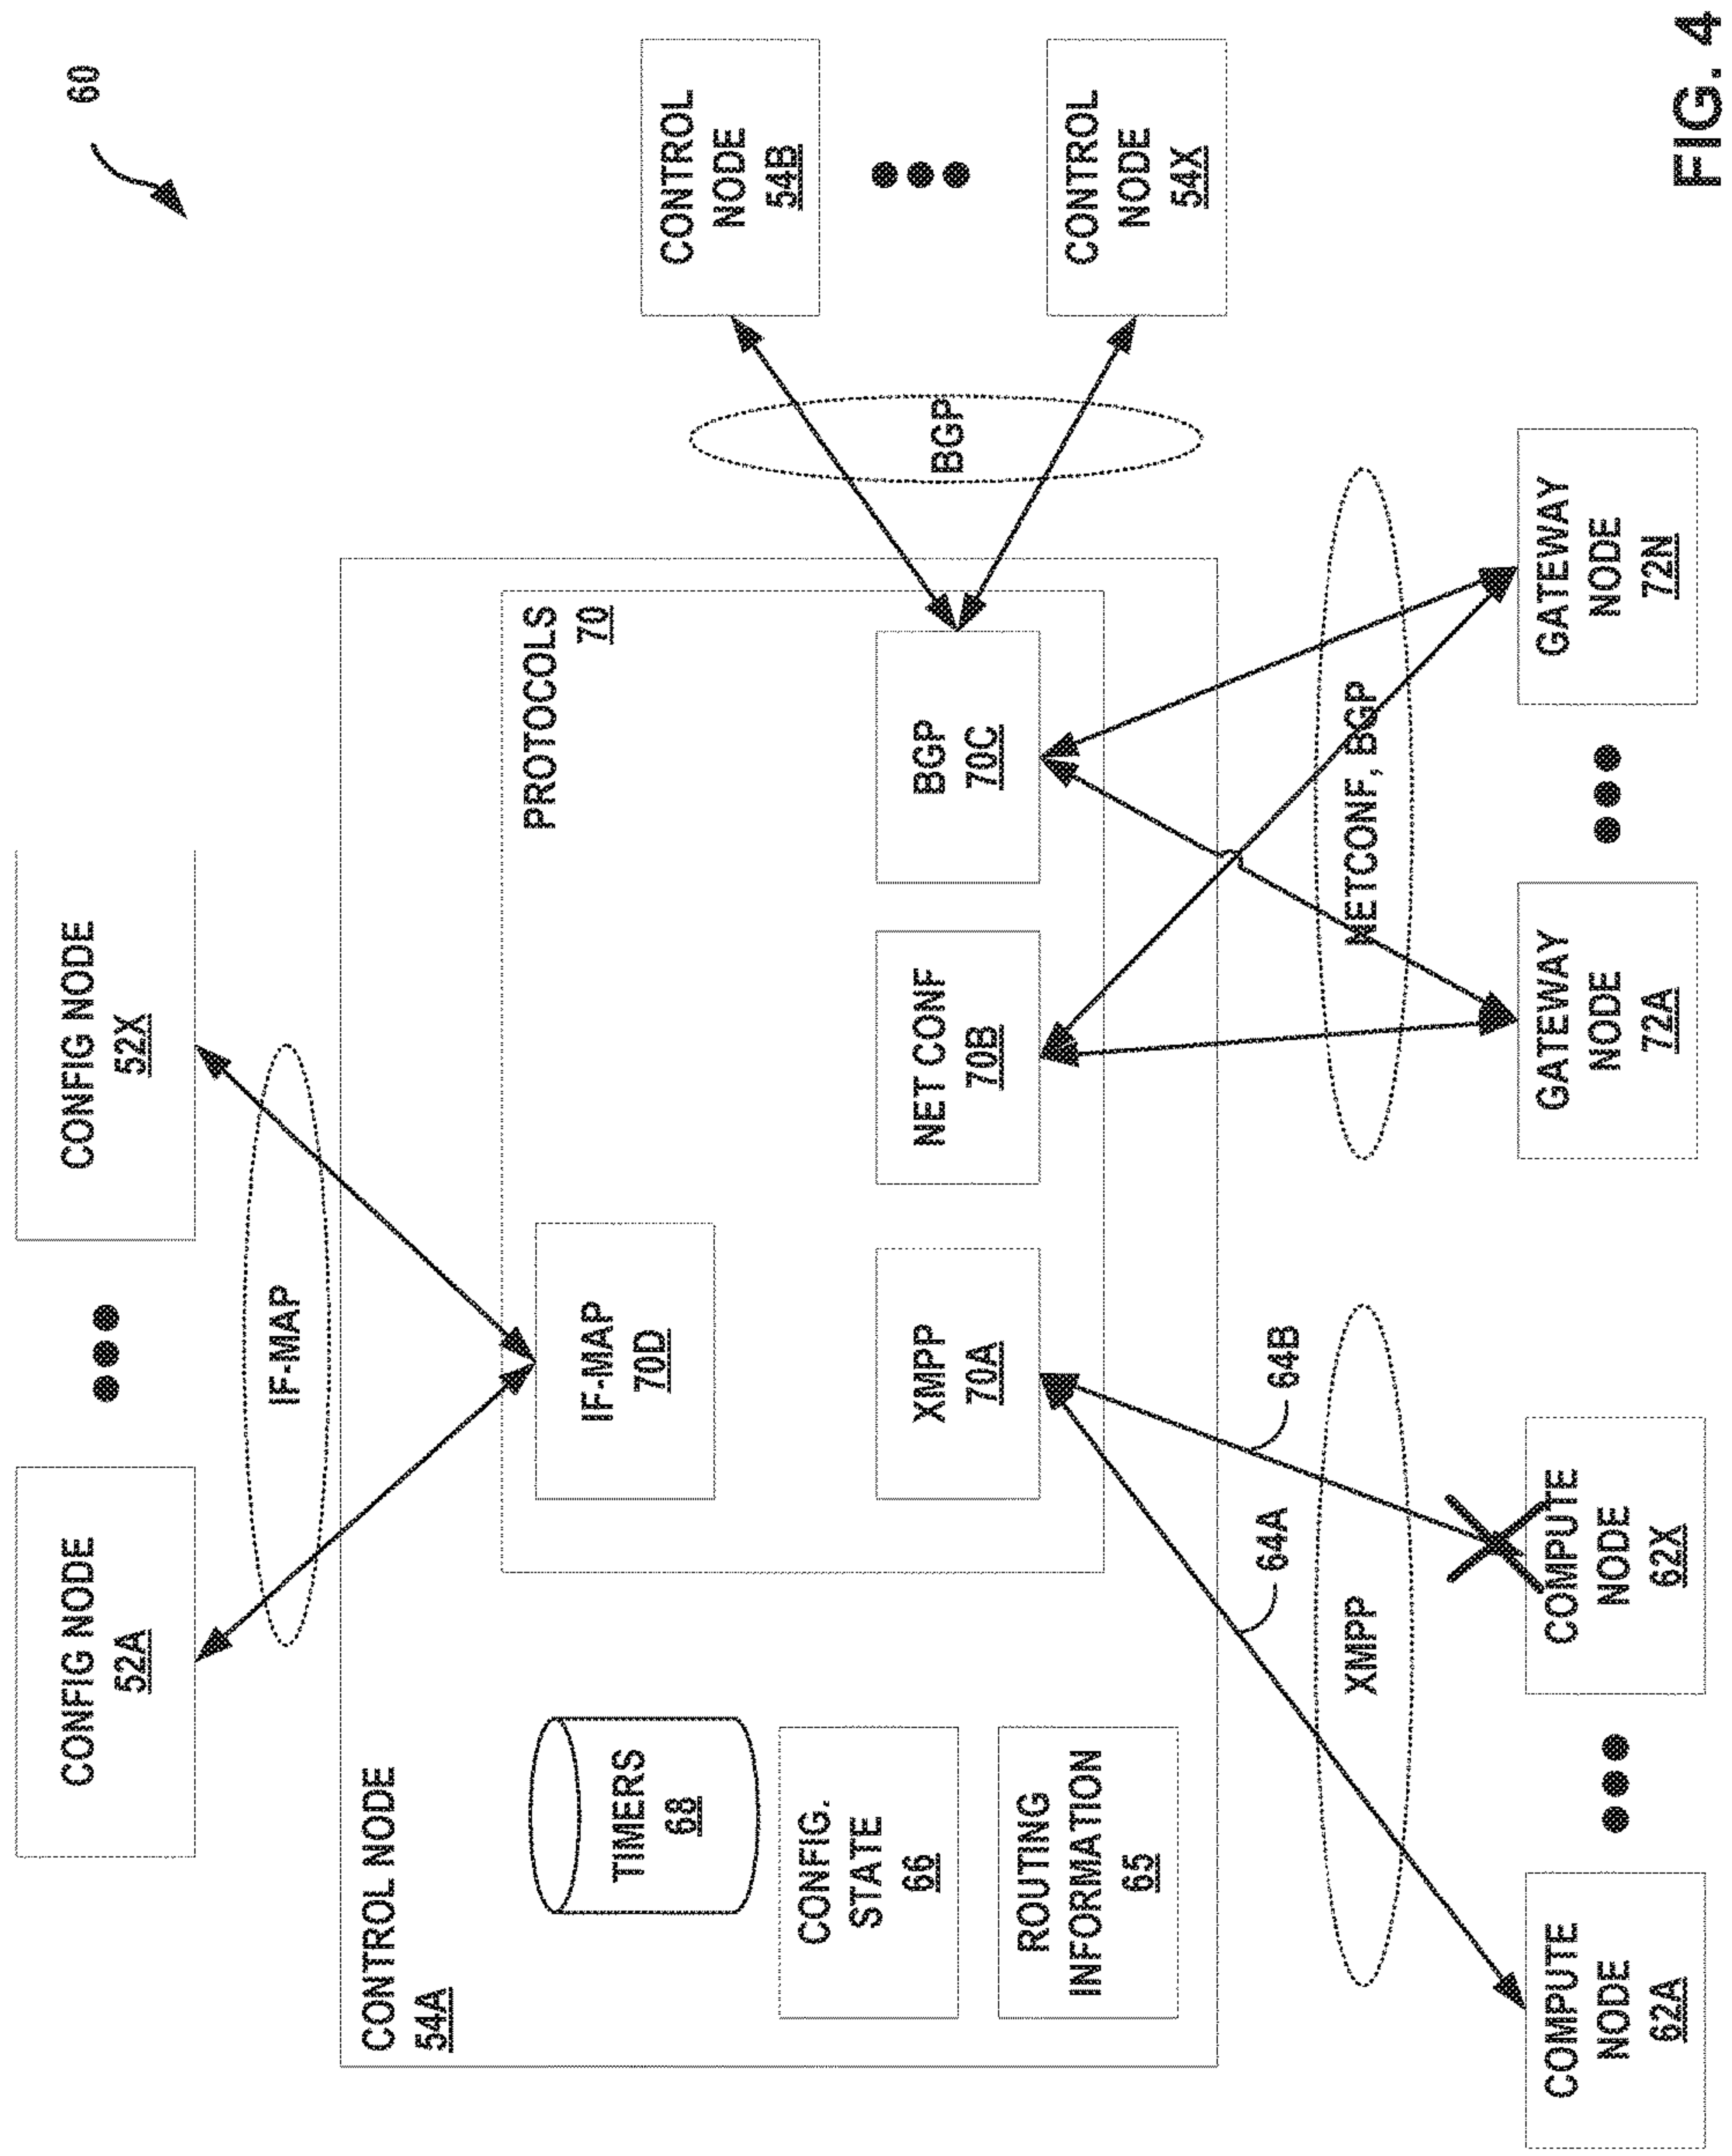 60
CONFIG NODE
52A
CONFIG NODE
52X
IF-MAP
CONTROL NODE
54A
PROTOCOLS
70
IF-MAP
70D
TIMERS
68
CONFIG.
STATE
66
ROUTING
INFORMATION
65
XMPP
70A
NET CONF
70B
BGP
70C
BGP
CONTROL
NODE
54B
CONTROL
NODE
54X
64A
64B
XMPP
NETCONF, BGP
COMPUTE
NODE
62A
COMPUTE
NODE
62X
GATEWAY
NODE
72A
GATEWAY
NODE
72N
FIG. 4